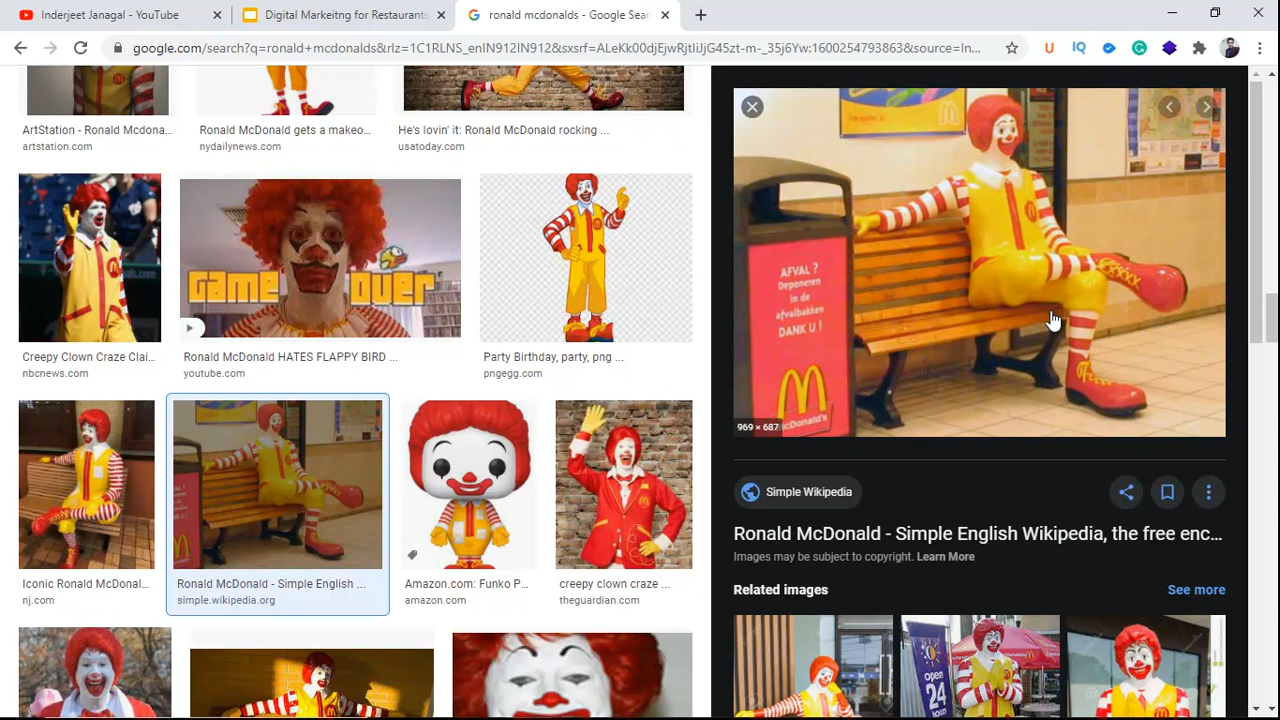 Inderjeet Janagal - YouTube
Digital Markeitng for Restaurants
ronald mcdonalds - Google Sear
google.com/search?q=ronald+mcdonalds&rlz=1C1RLNS_enIN912IN912&sxsrf=ALeKk00djEjwRjtIiJjG45zt-m-_35j6Yw:1600254793863&source=ln...
ArtStation - Ronald Mcdona...
artstation.com
Ronald McDonald gets a makeo...
nydailynews.com
He's lovin' it: Ronald McDonald rocking ...
usatoday.com
Game Over
Creepy Clown Craze Clai...
nbcnews.com
Ronald McDonald HATES FLAPPY BIRD ...
youtube.com
Party Birthday, party, png ...
pngegg.com
Iconic Ronald McDonal...
nj.com
Ronald McDonald - Simple English ...
simple.wikipedia.org
Amazon.com: Funko P...
amazon.com
creepy clown craze ...
theguardian.com
AFVAL ?
Deponeren
in de
afvalbakken
DANK U !
McDonald's
969 × 687
Simple Wikipedia
Ronald McDonald - Simple English Wikipedia, the free enc...
Images may be subject to copyright. Learn More
Related images
See more
Open
24